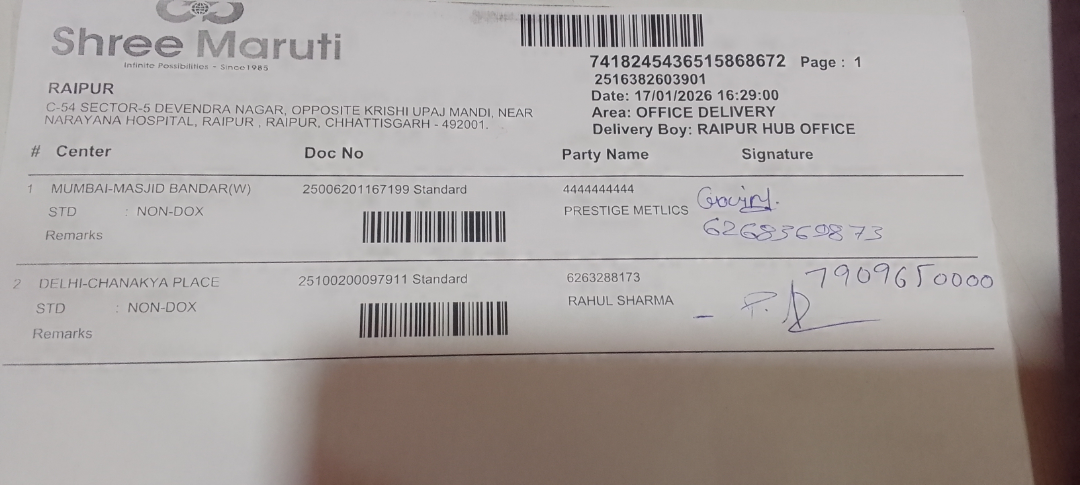 Shree Maruti
Infinite Possibilities - Since 1985
7418245436515868672 Page : 1
2516382603901
Date: 17/01/2026 16:29:00
Area: OFFICE DELIVERY
Delivery Boy: RAIPUR HUB OFFICE
RAIPUR
C-54 SECTOR-5 DEVENDRA NAGAR, OPPOSITE KRISHI UPAJ MANDI, NEAR
NARAYANA HOSPITAL, RAIPUR , RAIPUR, CHHATTISGARH - 492001.
# Center Doc No Party Name Signature
1 MUMBAI-MASJID BANDAR(W) 25006201167199 Standard 4444444444
STD : NON-DOX PRESTIGE METLICS
Remarks 6268369873
2 DELHI-CHANAKYA PLACE 25100200097911 Standard 6263288173 7909650000
STD : NON-DOX RAHUL SHARMA
Remarks